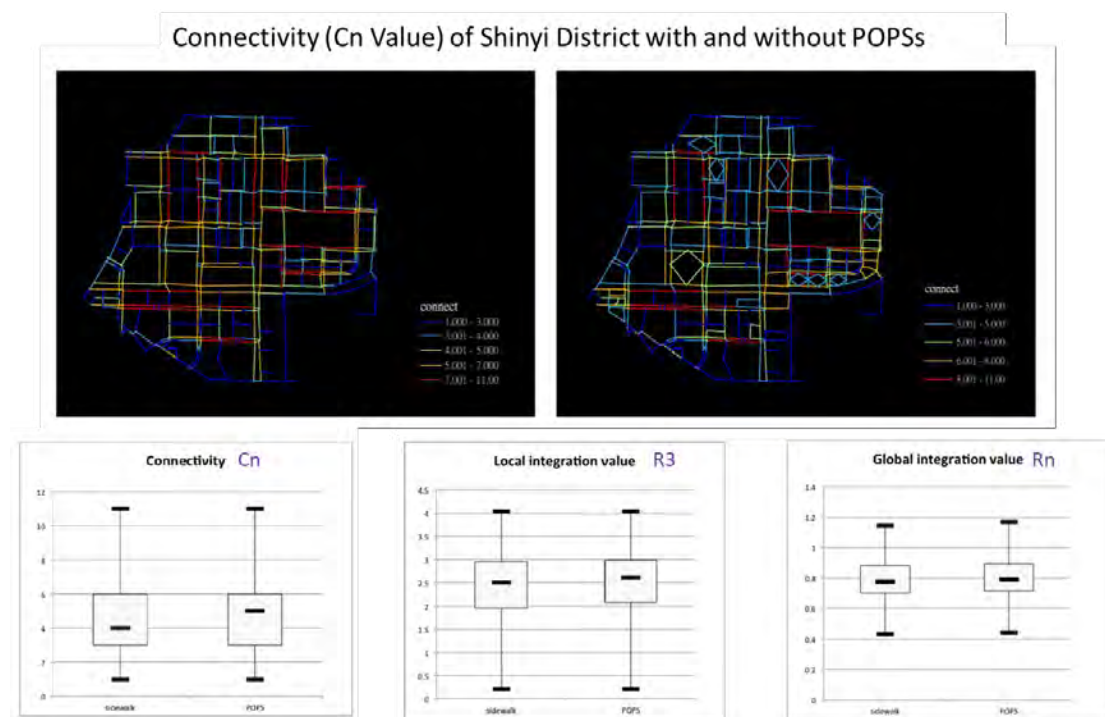 Connectivity (Cn Value) of Shinyi District with and without POPSs
connect
1.000 - 3.000
3.001 - 4.000
4.001 - 5.000
5.001 - 7.000
7.001 - 11.00
connect
1.000 - 3.000
3.001 - 5.000
5.001 - 6.000
6.001 - 8.000
8.001 - 11.00
Connectivity Cn
12
10
8
6
4
2
0
sidewalk POPS
Local integration value R3
4.5
4
3.5
3
2.5
2
1.5
1
0.5
0
sidewalk POPS
Global integration value Rn
1.4
1.2
1
0.8
0.6
0.4
0.2
0
sidewalk POPS